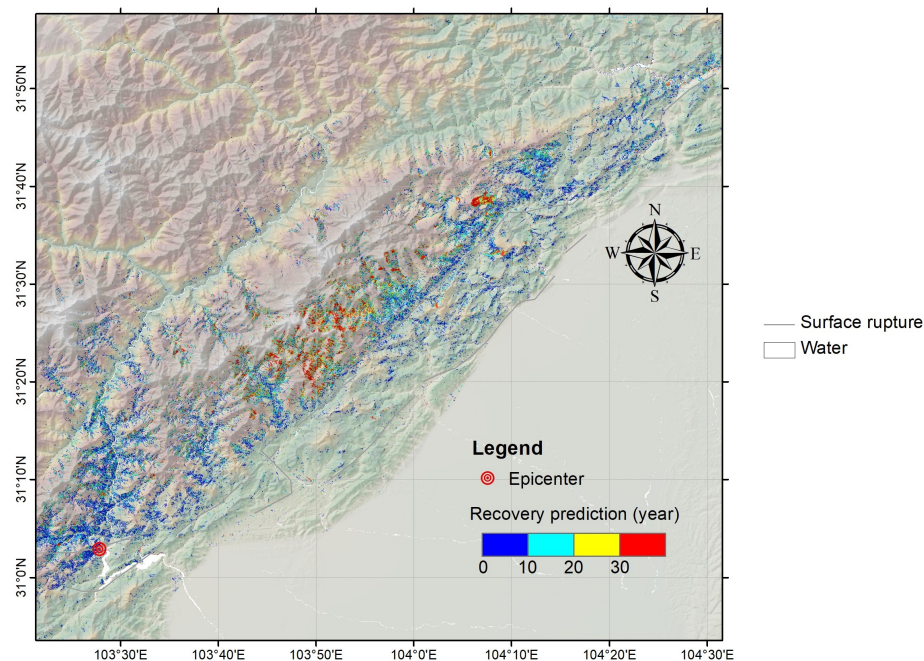 31°50'N
31°40'N
31°30'N
31°20'N
31°10'N
31°0'N
N
W
E
S
Surface rupture
Water
Legend
Epicenter
Recovery prediction (year)
0 10 20 30
103°30'E 103°40'E 103°50'E 104°0'E 104°10'E 104°20'E 104°30'E